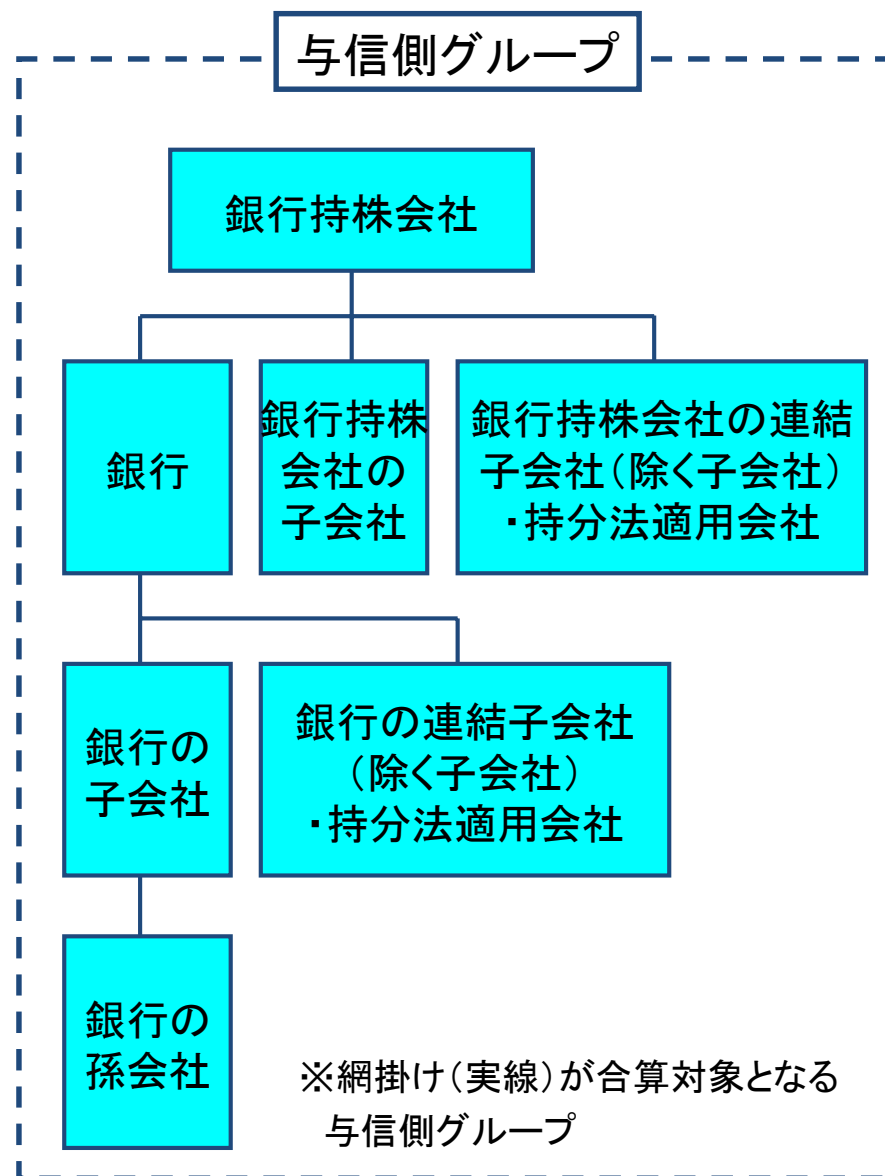 与信側グループ
銀行持株会社
銀行
銀行持株
会社の
子会社
銀行持株会社の連結
子会社（除く子会社）
・持分法適用会社
銀行の
子会社
銀行の連結子会社
（除く子会社）
・持分法適用会社
銀行の
孫会社
※網掛け（実線）が合算対象となる
与信側グループ